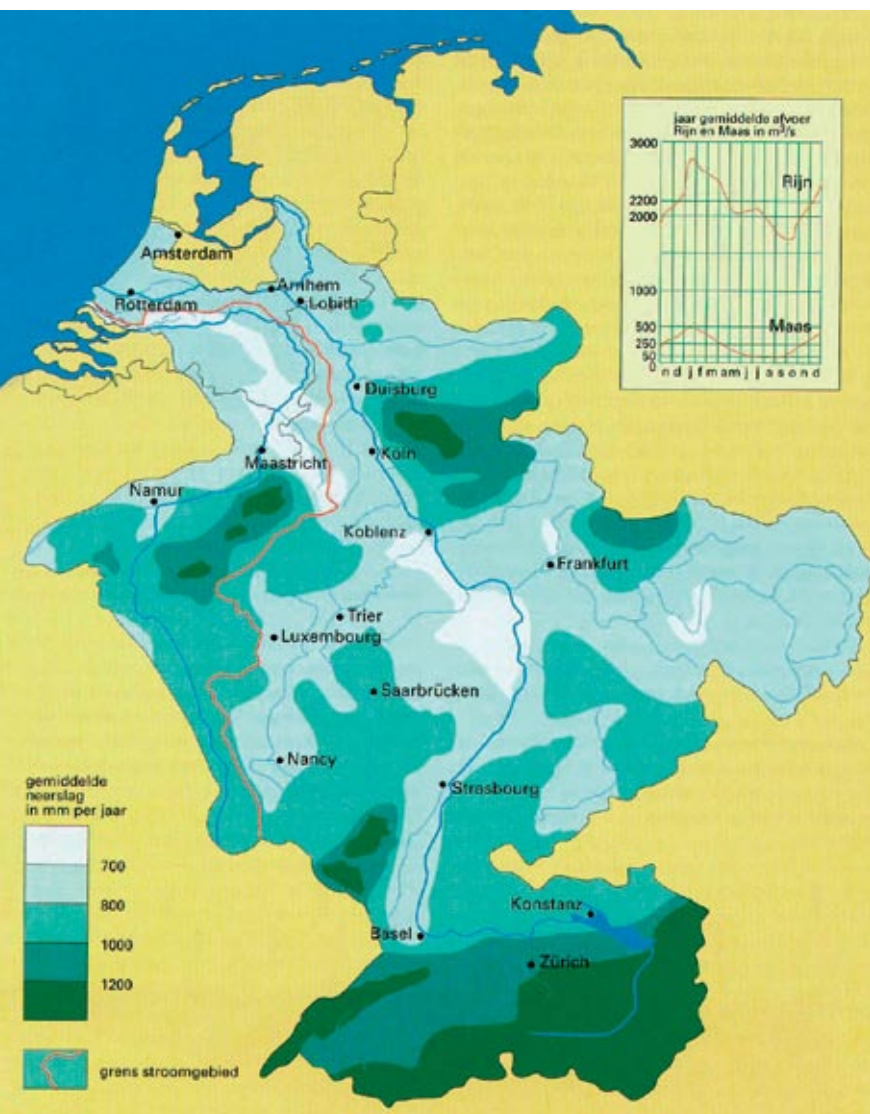 jaar gemiddelde afvoer
Rijn en Maas in m³/s
3000
Rijn
2200
2000
1000
Maas
500
250
50
0
n d j f m a m j j a s o n d
Amsterdam
Rotterdam
Arnhem
Lobith
Duisburg
Köln
Maastricht
Namur
Koblenz
Frankfurt
Trier
Luxembourg
Saarbrücken
Nancy
Strasbourg
Konstanz
Basel
Zürich
gemiddelde
neerslag
in mm per jaar
700
800
1000
1200
grens stroomgebied